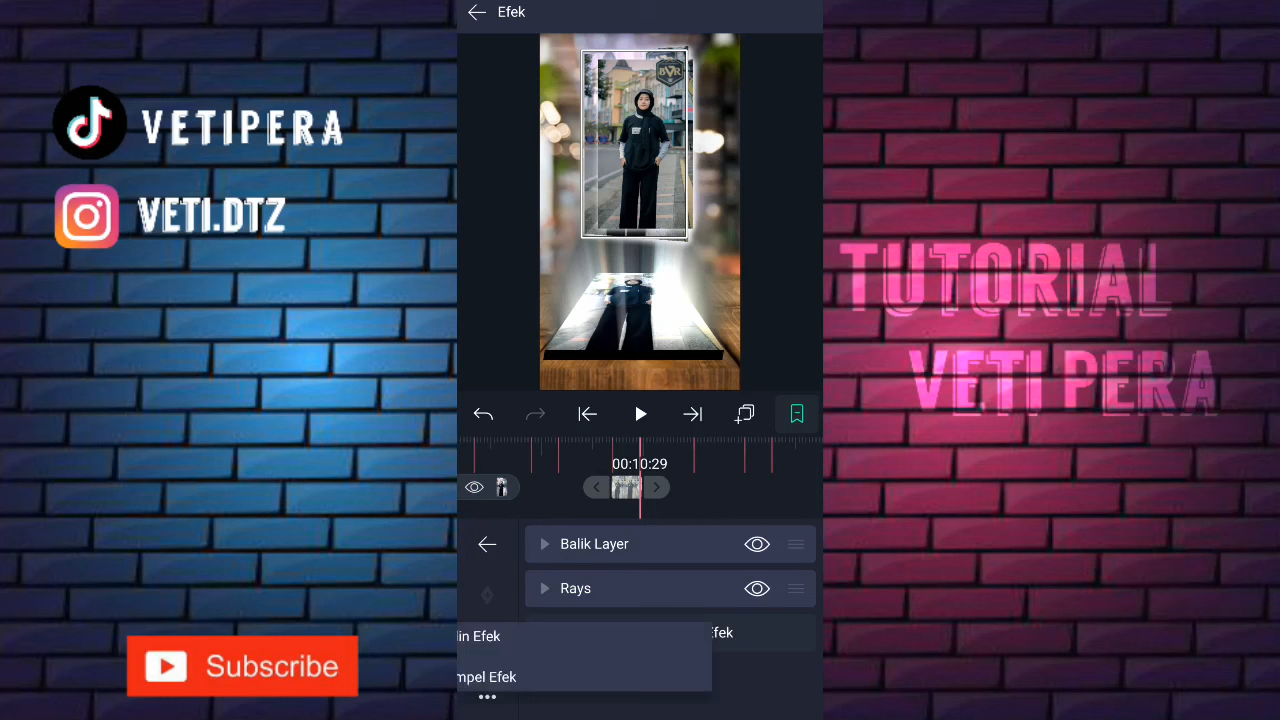 Efek
VETIPERA
VETI.DTZ
BVR
TUTORIAL
VETI PERA
00:10:29
Balik Layer
Rays
lin Efek
Efek
mpel Efek
Subscribe